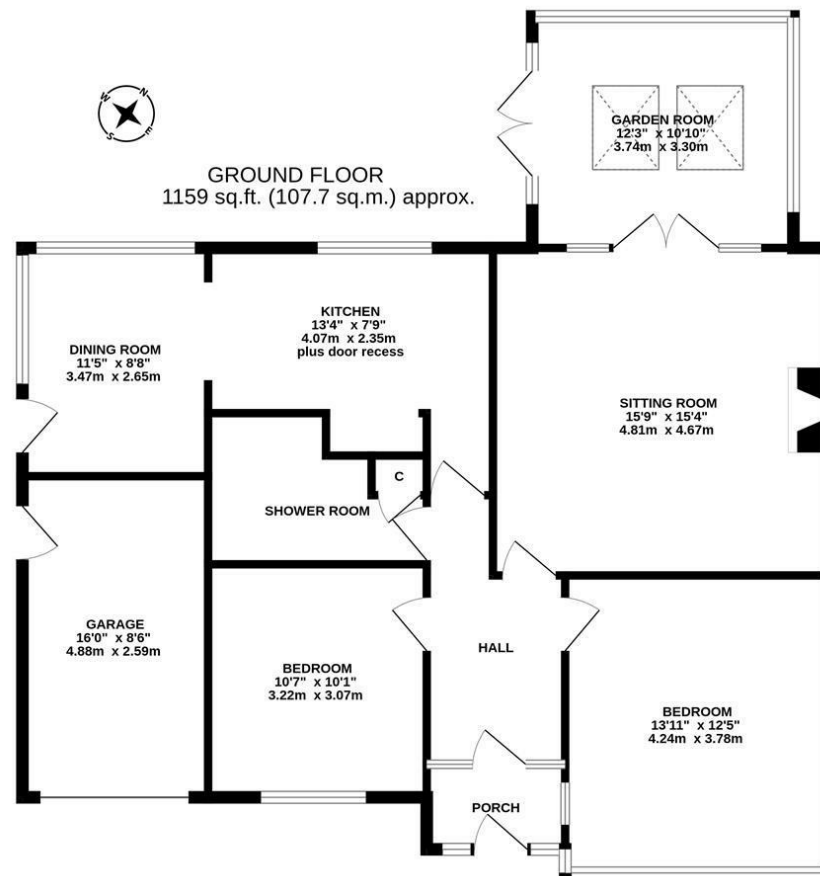 N
W
E
S
GROUND FLOOR
1159 sq.ft. (107.7 sq.m.) approx.
GARDEN ROOM
12'3" x 10'10"
3.74m x 3.30m
KITCHEN
13'4" x 7'9"
4.07m x 2.35m
plus door recess
DINING ROOM
11'5" x 8'8"
3.47m x 2.65m
SITTING ROOM
15'9" x 15'4"
4.81m x 4.67m
C
SHOWER ROOM
GARAGE
16'0" x 8'6"
4.88m x 2.59m
BEDROOM
10'7" x 10'1"
3.22m x 3.07m
HALL
BEDROOM
13'11" x 12'5"
4.24m x 3.78m
PORCH